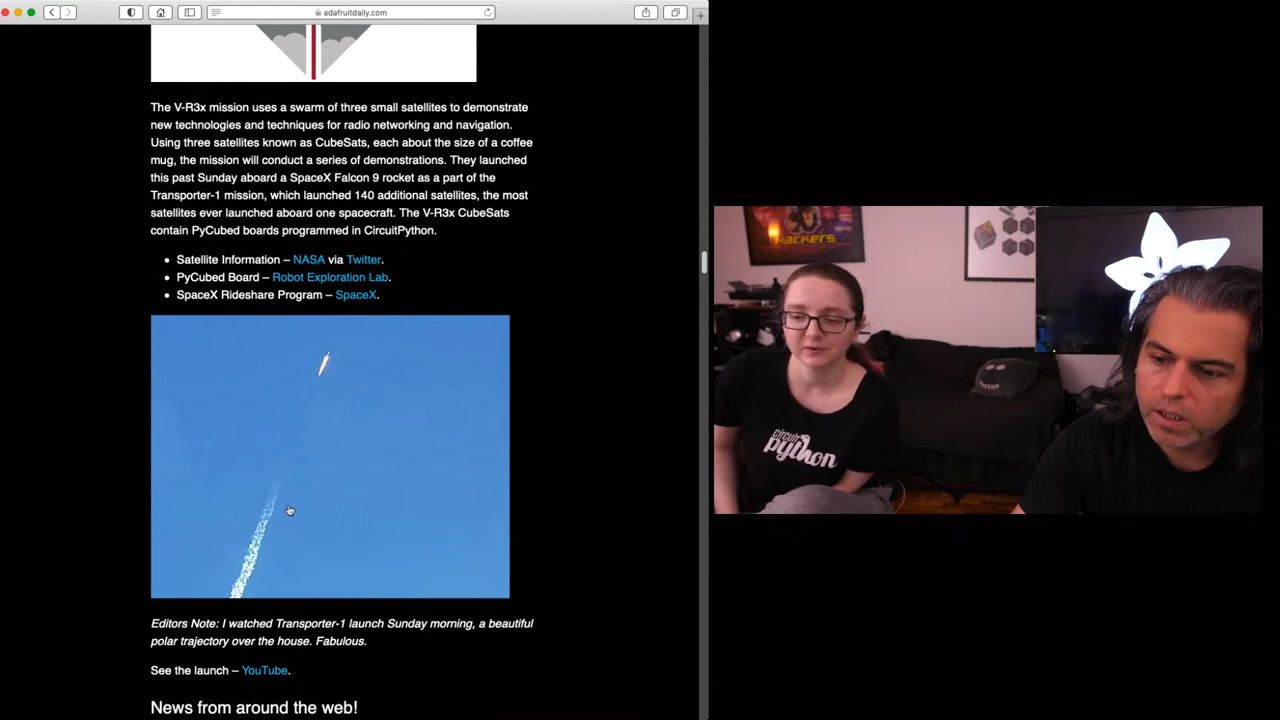 adafruitdaily.com
The V-R3x mission uses a swarm of three small satellites to demonstrate
new technologies and techniques for radio networking and navigation.
Using three satellites known as CubeSats, each about the size of a coffee
mug, the mission will conduct a series of demonstrations. They launched
this past Sunday aboard a SpaceX Falcon 9 rocket as a part of the
Transporter-1 mission, which launched 140 additional satellites, the most
satellites ever launched aboard one spacecraft. The V-R3x CubeSats
contain PyCubed boards programmed in CircuitPython.
Satellite Information – NASA via Twitter.
PyCubed Board – Robot Exploration Lab.
SpaceX Rideshare Program – SpaceX.
Editors Note: I watched Transporter-1 launch Sunday morning, a beautiful
polar trajectory over the house. Fabulous.
See the launch – YouTube.
News from around the web!
Hackers
circuit
python